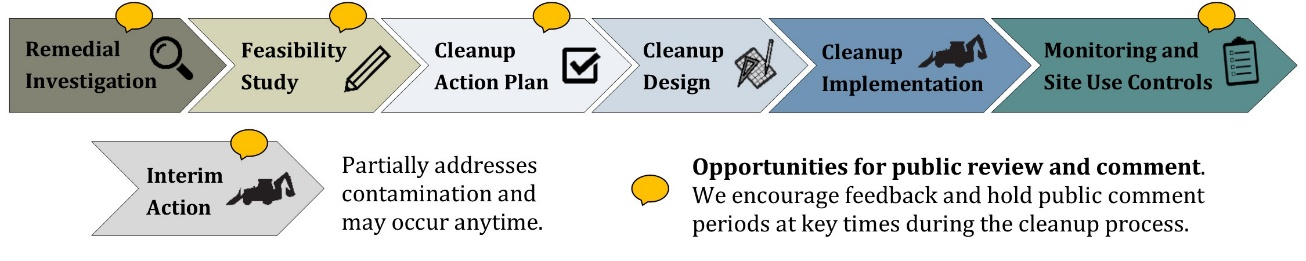 Remedial
Investigation
Feasibility
Study
Cleanup
Action Plan
Cleanup
Design
Cleanup
Implementation
Monitoring and
Site Use Controls
Interim
Action
Partially addresses
contamination and
may occur anytime.
Opportunities for public review and comment.
We encourage feedback and hold public comment
periods at key times during the cleanup process.